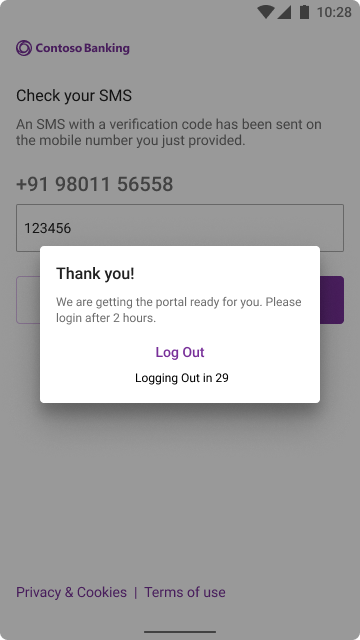 10:28
Contoso Banking
Check your SMS
An SMS with a verification code has been sent on
the mobile number you just provided.
+91 98011 56558
123456
Thank you!
We are getting the portal ready for you. Please
login after 2 hours.
Log Out
Logging Out in 29
Privacy & Cookies | Terms of use